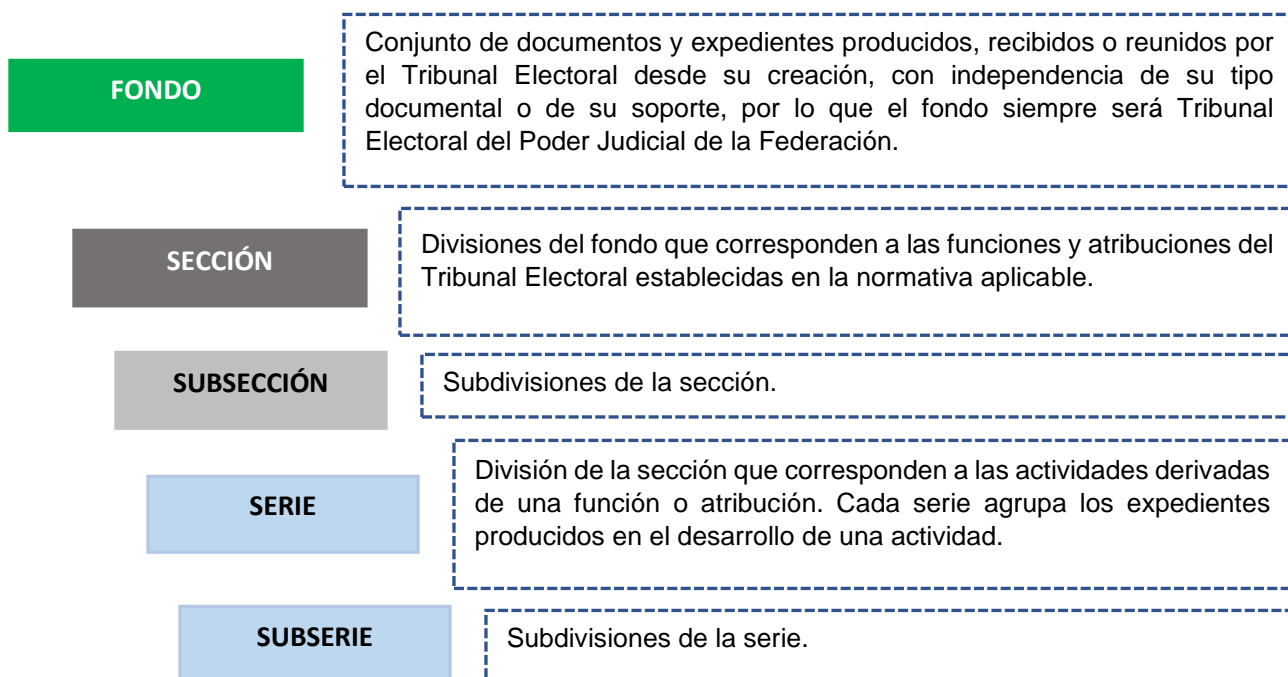 FONDO
Conjunto de documentos y expedientes producidos, recibidos o reunidos por
el Tribunal Electoral desde su creación, con independencia de su tipo
documental o de su soporte, por lo que el fondo siempre será Tribunal
Electoral del Poder Judicial de la Federación.
SECCIÓN
Divisiones del fondo que corresponden a las funciones y atribuciones del
Tribunal Electoral establecidas en la normativa aplicable.
SUBSECCIÓN
Subdivisiones de la sección.
SERIE
División de la sección que corresponden a las actividades derivadas
de una función o atribución. Cada serie agrupa los expedientes
producidos en el desarrollo de una actividad.
SUBSERIE
Subdivisiones de la serie.